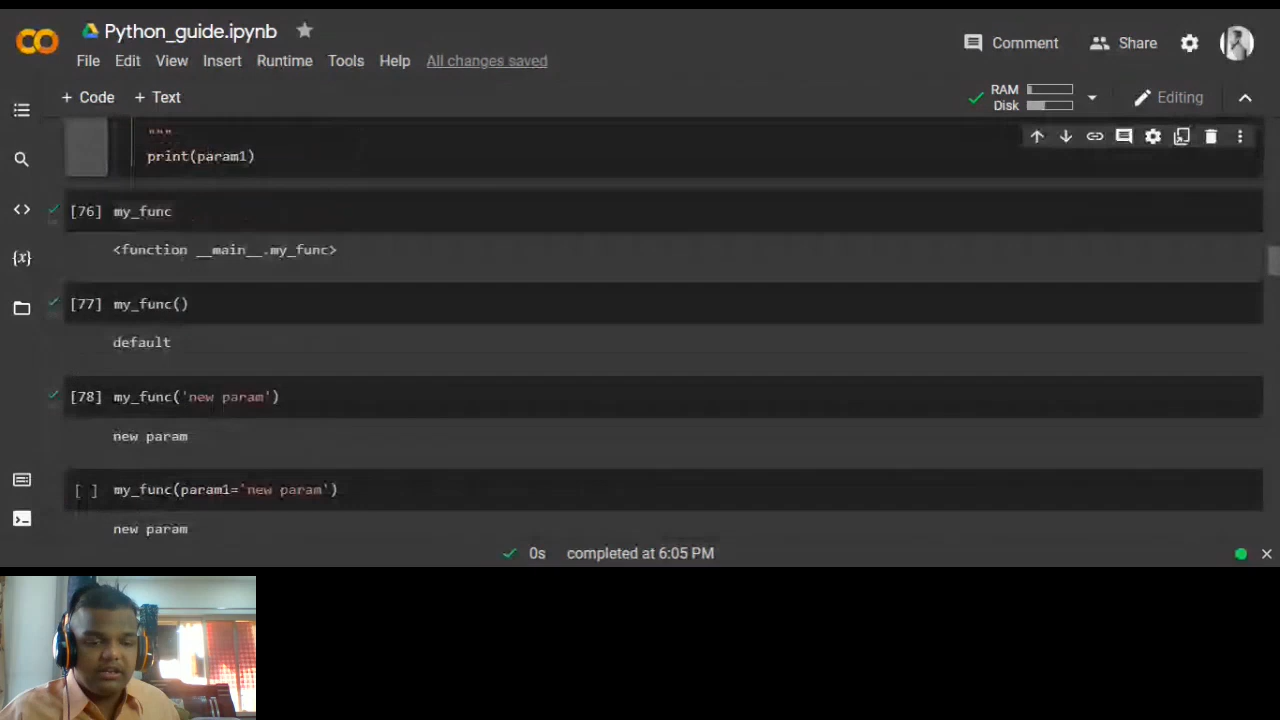 Python_guide.ipynb
Comment
Share
File Edit View Insert Runtime Tools Help All changes saved
+ Code + Text
RAM
Disk
Editing
"""
print(param1)
[76] my_func
<function __main__.my_func>
[77] my_func()
default
[78] my_func('new param')
new param
[ ] my_func(param1='new param')
new param
0s completed at 6:05 PM